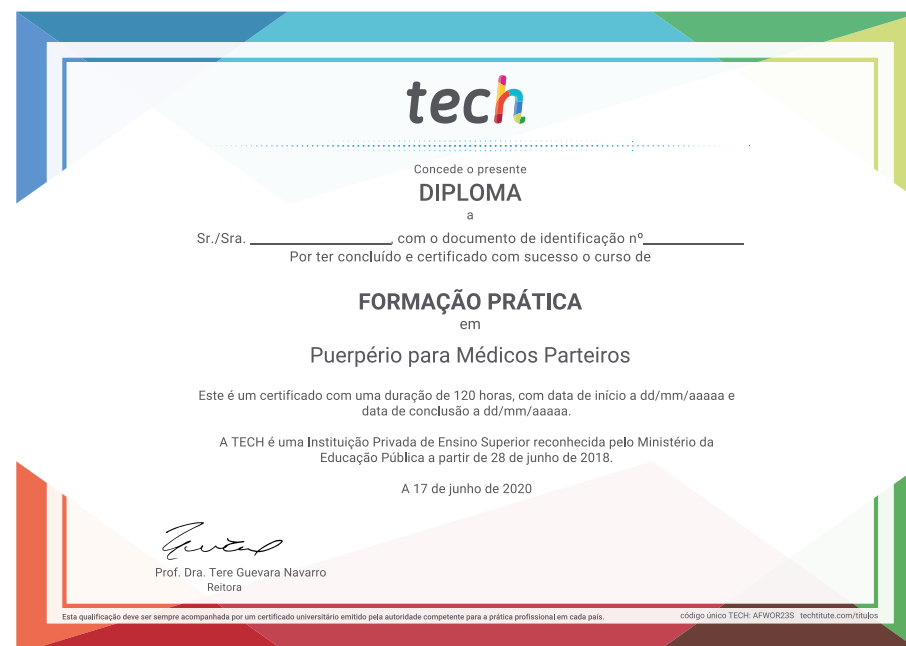 tech
Concede o presente
DIPLOMA
a
Sr./Sra. ____________________, com o documento de identificação nº______________
Por ter concluído e certificado com sucesso o curso de
FORMAÇÃO PRÁTICA
em
Puerpério para Médicos Parteiros
Este é um certificado com uma duração de 120 horas, com data de início a dd/mm/aaaaa e
data de conclusão a dd/mm/aaaaa.
A TECH é uma Instituição Privada de Ensino Superior reconhecida pelo Ministério da
Educação Pública a partir de 28 de junho de 2018.
A 17 de junho de 2020
Prof. Dra. Tere Guevara Navarro
Reitora
Esta qualificação deve ser sempre acompanhada por um certificado universitário emitido pela autoridade competente para a prática profissional em cada país.
código único TECH: AFWOR23S techtitute.com/titulos